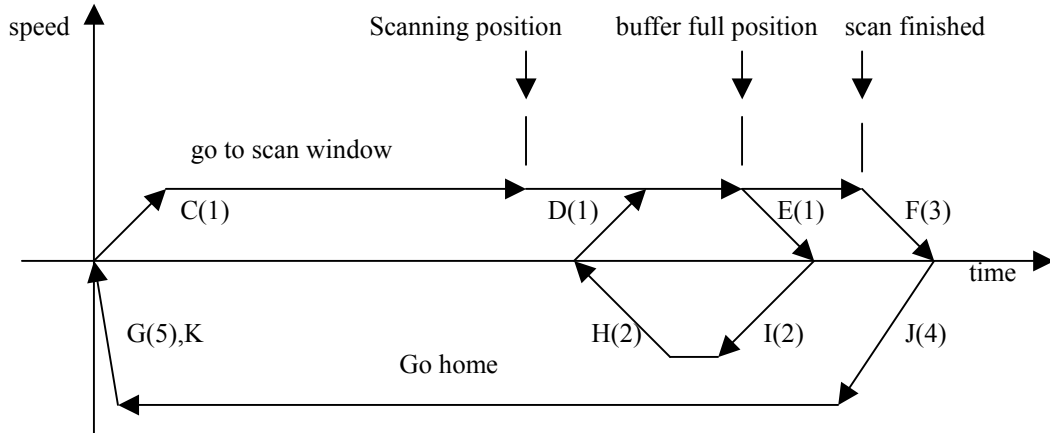 speed
Scanning position
buffer full position
scan finished
go to scan window
C(1)
D(1)
E(1)
F(3)
time
G(5),K
H(2)
I(2)
J(4)
Go home